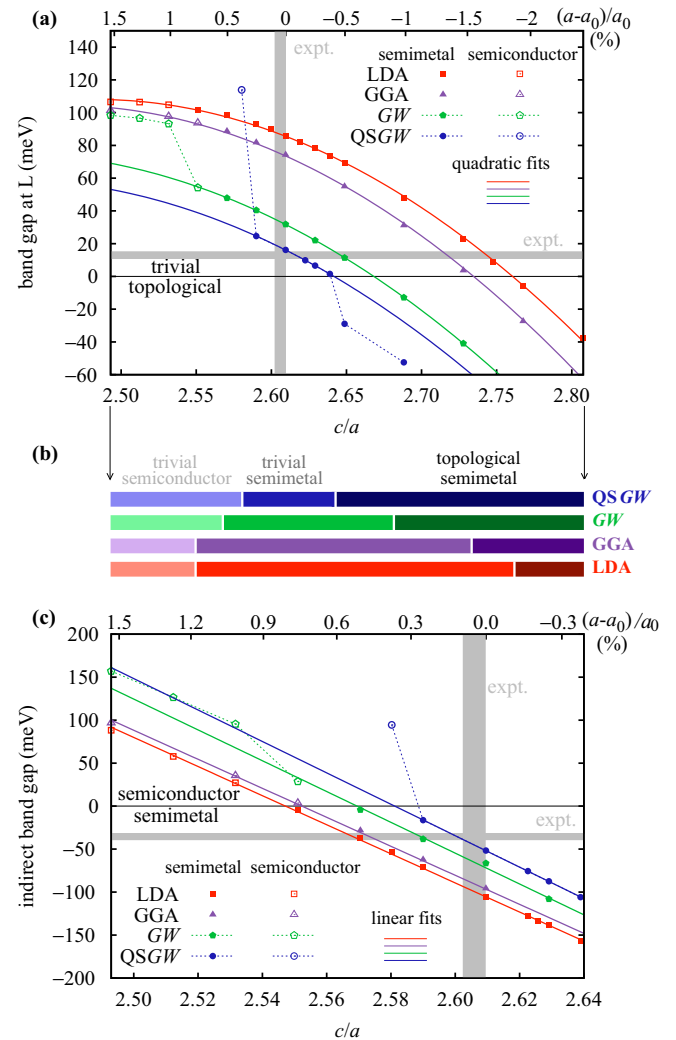 (a)
1.5 1 0.5 0 −0.5 −1 −1.5 −2 (a-a0)/a0
(%)
expt.
semimetal semiconductor
LDA
GGA
GW
QSGW
quadratic fits
expt.
trivial
topological
band gap at L (meV)
150
140
120
100
80
60
40
20
0
−20
−40
−60
2.50 2.55 2.60 2.65 2.70 2.75 2.80
c/a
(b)
trivial semiconductor
trivial semimetal
topological semimetal
QSGW
GW
GGA
LDA
(c)
1.5 1.3 1.0 0.8 0.5 0.3 0.0 −0.3 (a-a0)/a0
(%)
expt.
semiconductor
semimetal
expt.
semimetal semiconductor
LDA
GGA
GW
QSGW
linear fits
indirect band gap (meV)
200
150
100
50
0
−50
−100
−150
−200
2.50 2.52 2.54 2.56 2.58 2.60 2.62 2.64
c/a